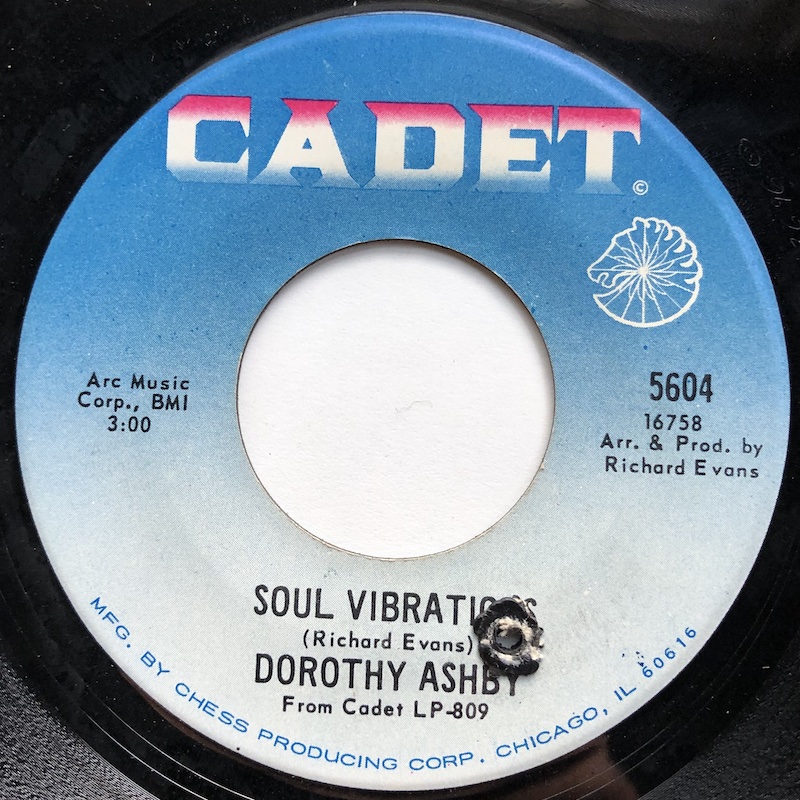 CADET
©
Arc Music
Corp., BMI
3:00
5604
16758
Arr. & Prod. by
Richard Evans
SOUL
(Richard Evans)
DOROTHY ASHBY
From Cadet LP-809
MFG. BY CHESS PRODUCING CORP. CHICAGO, IL 60616